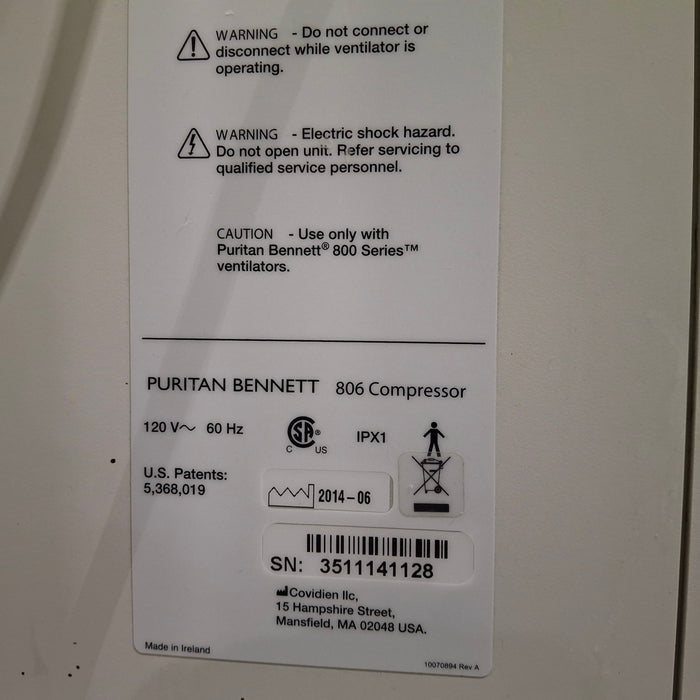 WARNING - Do not connect or
disconnect while ventilator is
operating.
WARNING - Electric shock hazard.
Do not open unit. Refer servicing to
qualified service personnel.
CAUTION - Use only with
Puritan Bennett® 800 Series™
ventilators.
PURITAN BENNETT 806 Compressor
120 V~ 60 Hz
C SA® US
IPX1
U.S. Patents:
5,368,019
2014-06
SN: 3511141128
Covidien llc,
15 Hampshire Street,
Mansfield, MA 02048 USA.
Made in Ireland
10070894 Rev A